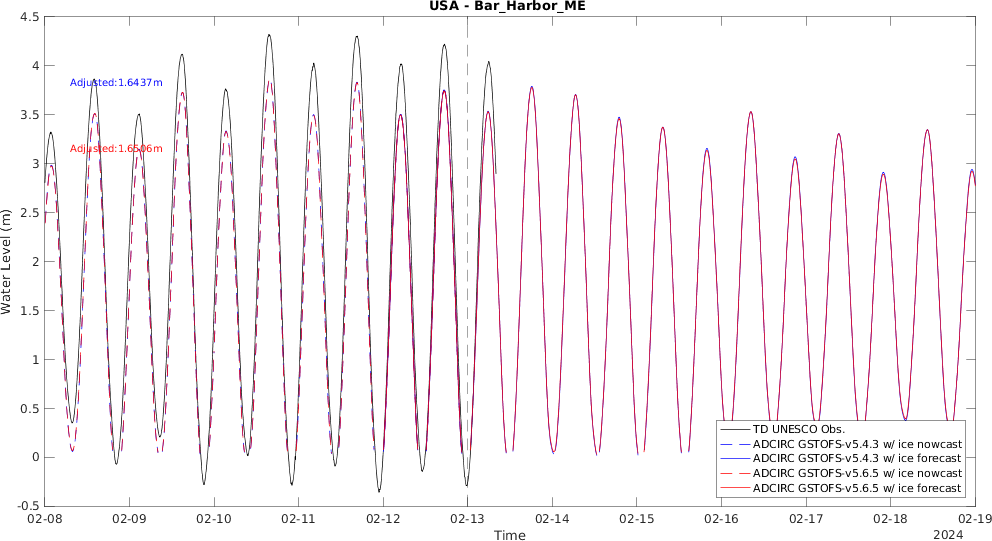 USA - Bar_Harbor_ME
4.5
4
3.5
3
2.5
2
1.5
1
0.5
0
-0.5
Water Level (m)
Adjusted:1.6437m
Adjusted:1.6506m
TD UNESCO Obs.
ADCIRC GSTOFS-v5.4.3 w/ ice nowcast
ADCIRC GSTOFS-v5.4.3 w/ ice forecast
ADCIRC GSTOFS-v5.6.5 w/ ice nowcast
ADCIRC GSTOFS-v5.6.5 w/ ice forecast
02-08 02-09 02-10 02-11 02-12 02-13 02-14 02-15 02-16 02-17 02-18 02-19
Time
2024